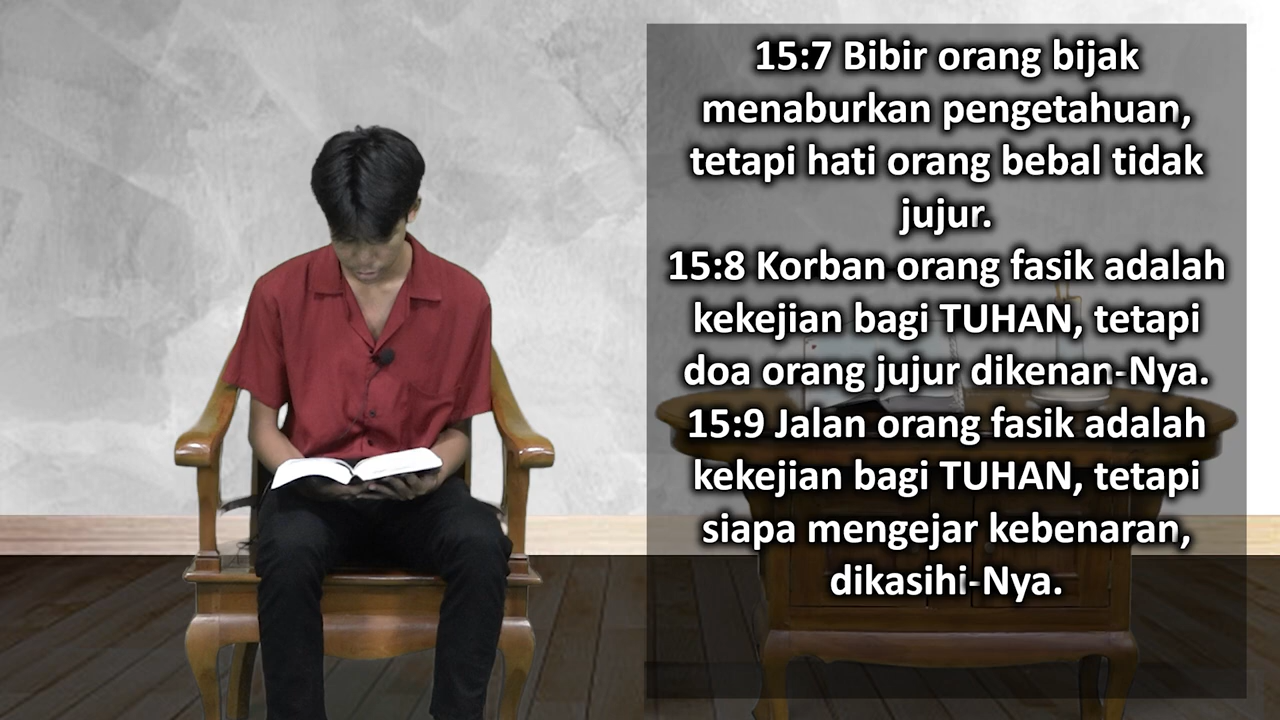 15:7 Bibir orang bijak
menaburkan pengetahuan,
tetapi hati orang bebal tidak
jujur.
15:8 Korban orang fasik adalah
kekejian bagi TUHAN, tetapi
doa orang jujur dikenan-Nya.
15:9 Jalan orang fasik adalah
kekejian bagi TUHAN, tetapi
siapa mengejar kebenaran,
dikasihi-Nya.